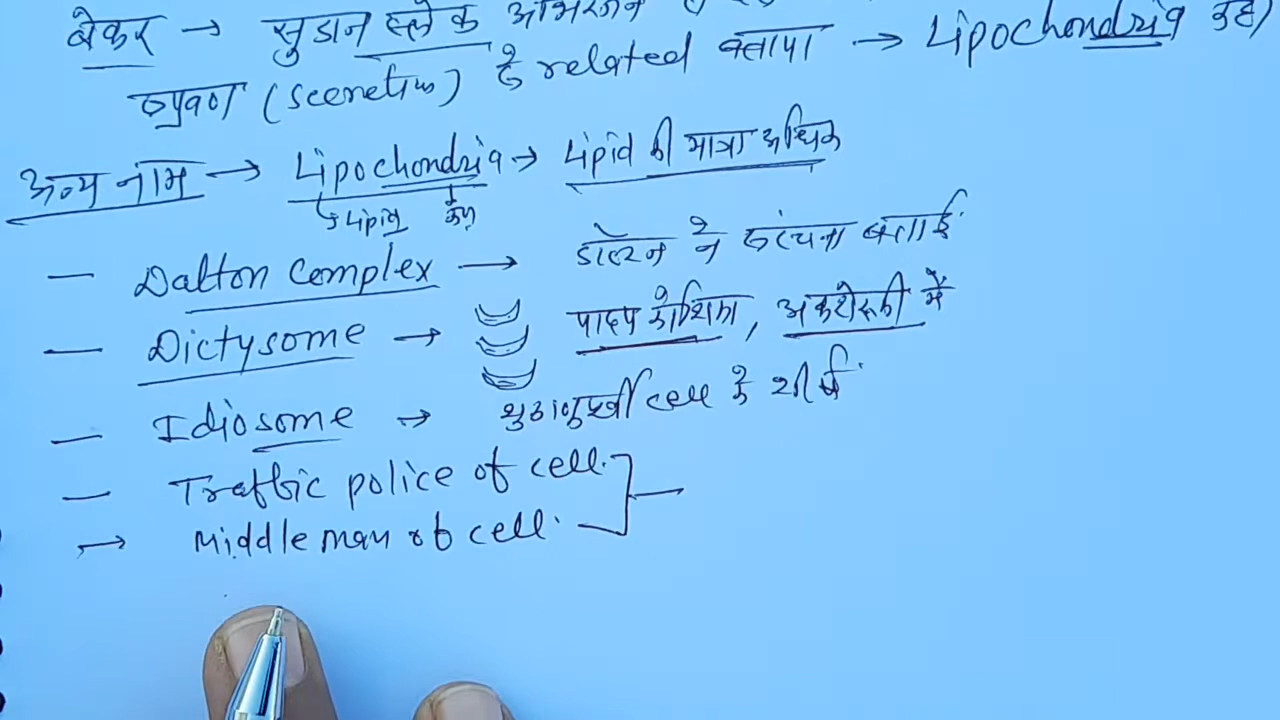 बेकर → सुडान ब्लेक अभिरंजन
स्रवण (secretion) से related बताया → Lipochondria कहा
अन्य नाम → Lipochondria → Lipid की मात्रा अधिक
→ Lipid कण
— Dalton complex → डॉल्टन ने संरचना बताई
— Dictysome → पादप कोशिका, अकशेरूकी में
— Idiosome → शुक्राणु cell के शीर्ष
— Traffic police of cell.
→ Middle man of cell.